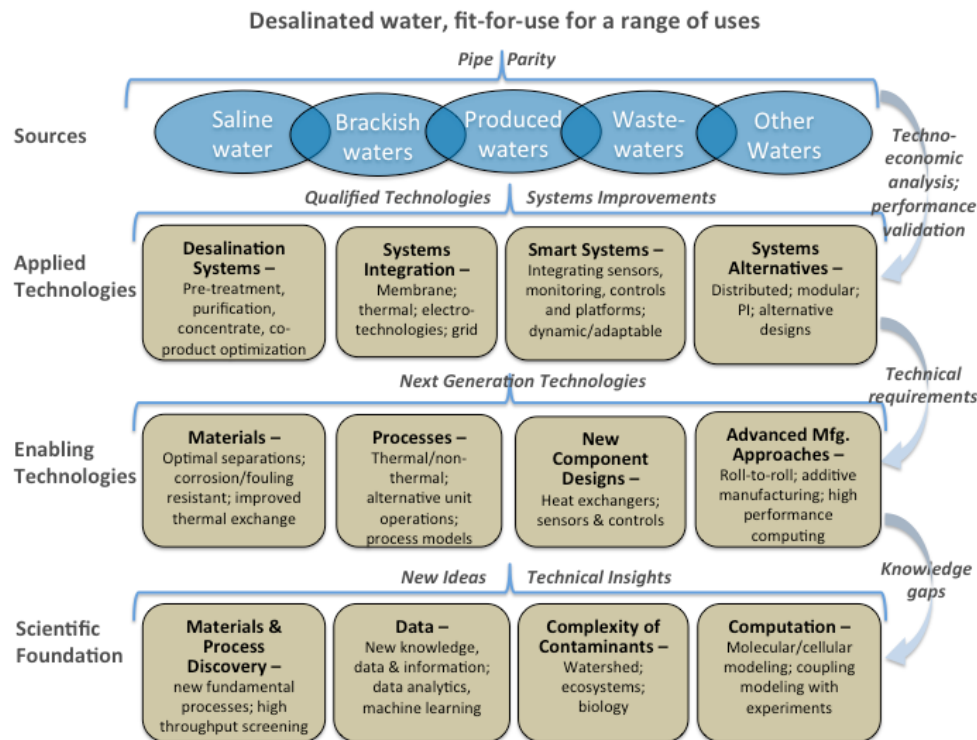 Desalinated water, fit-for-use for a range of uses
Pipe Parity
Sources
Saline
water
Brackish
waters
Produced
waters
Waste-
waters
Other
Waters
Techno-
economic
analysis;
performance
validation
Qualified Technologies Systems Improvements
Applied
Technologies
Desalination
Systems –
Pre-treatment,
purification,
concentrate, co-
product optimization
Systems
Integration –
Membrane;
thermal; electro-
technologies; grid
Smart Systems –
Integrating sensors,
monitoring, controls
and platforms;
dynamic/adaptable
Systems
Alternatives –
Distributed; modular;
PI; alternative
designs
Technical
requirements
Next Generation Technologies
Enabling
Technologies
Materials –
Optimal separations;
corrosion/fouling
resistant; improved
thermal exchange
Processes –
Thermal/non-
thermal;
alternative unit
operations;
process models
New
Component
Designs –
Heat exchangers;
sensors & controls
Advanced Mfg.
Approaches –
Roll-to-roll; additive
manufacturing; high
performance
computing
Knowledge
gaps
New Ideas Technical Insights
Scientific
Foundation
Materials &
Process
Discovery –
new fundamental
processes; high
throughput screening
Data –
New knowledge,
data & information;
data analytics,
machine learning
Complexity of
Contaminants –
Watershed;
ecosystems;
biology
Computation –
Molecular/cellular
modeling; coupling
modeling with
experiments